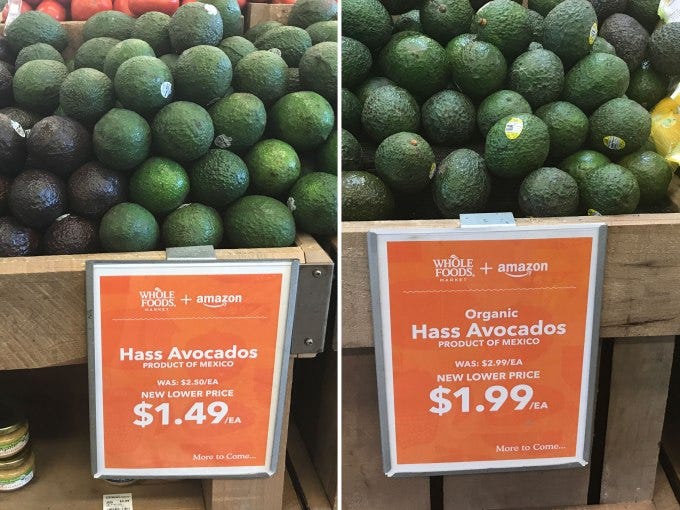 WHOLE
FOODS
MARKET
+ amazon
Hass Avocados
PRODUCT OF MEXICO
WAS: $2.50/EA
NEW LOWER PRICE
$1.49/EA
More to Come...
WHOLE
FOODS
MARKET
+ amazon
Organic
Hass Avocados
PRODUCT OF MEXICO
WAS: $2.99/EA
NEW LOWER PRICE
$1.99/EA
More to Come...